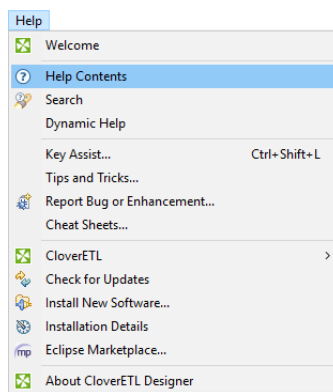 Help
Welcome
Help Contents
Search
Dynamic Help
Key Assist... Ctrl+Shift+L
Tips and Tricks...
Report Bug or Enhancement...
Cheat Sheets...
CloverETL
Check for Updates
Install New Software...
Installation Details
Eclipse Marketplace...
About CloverETL Designer